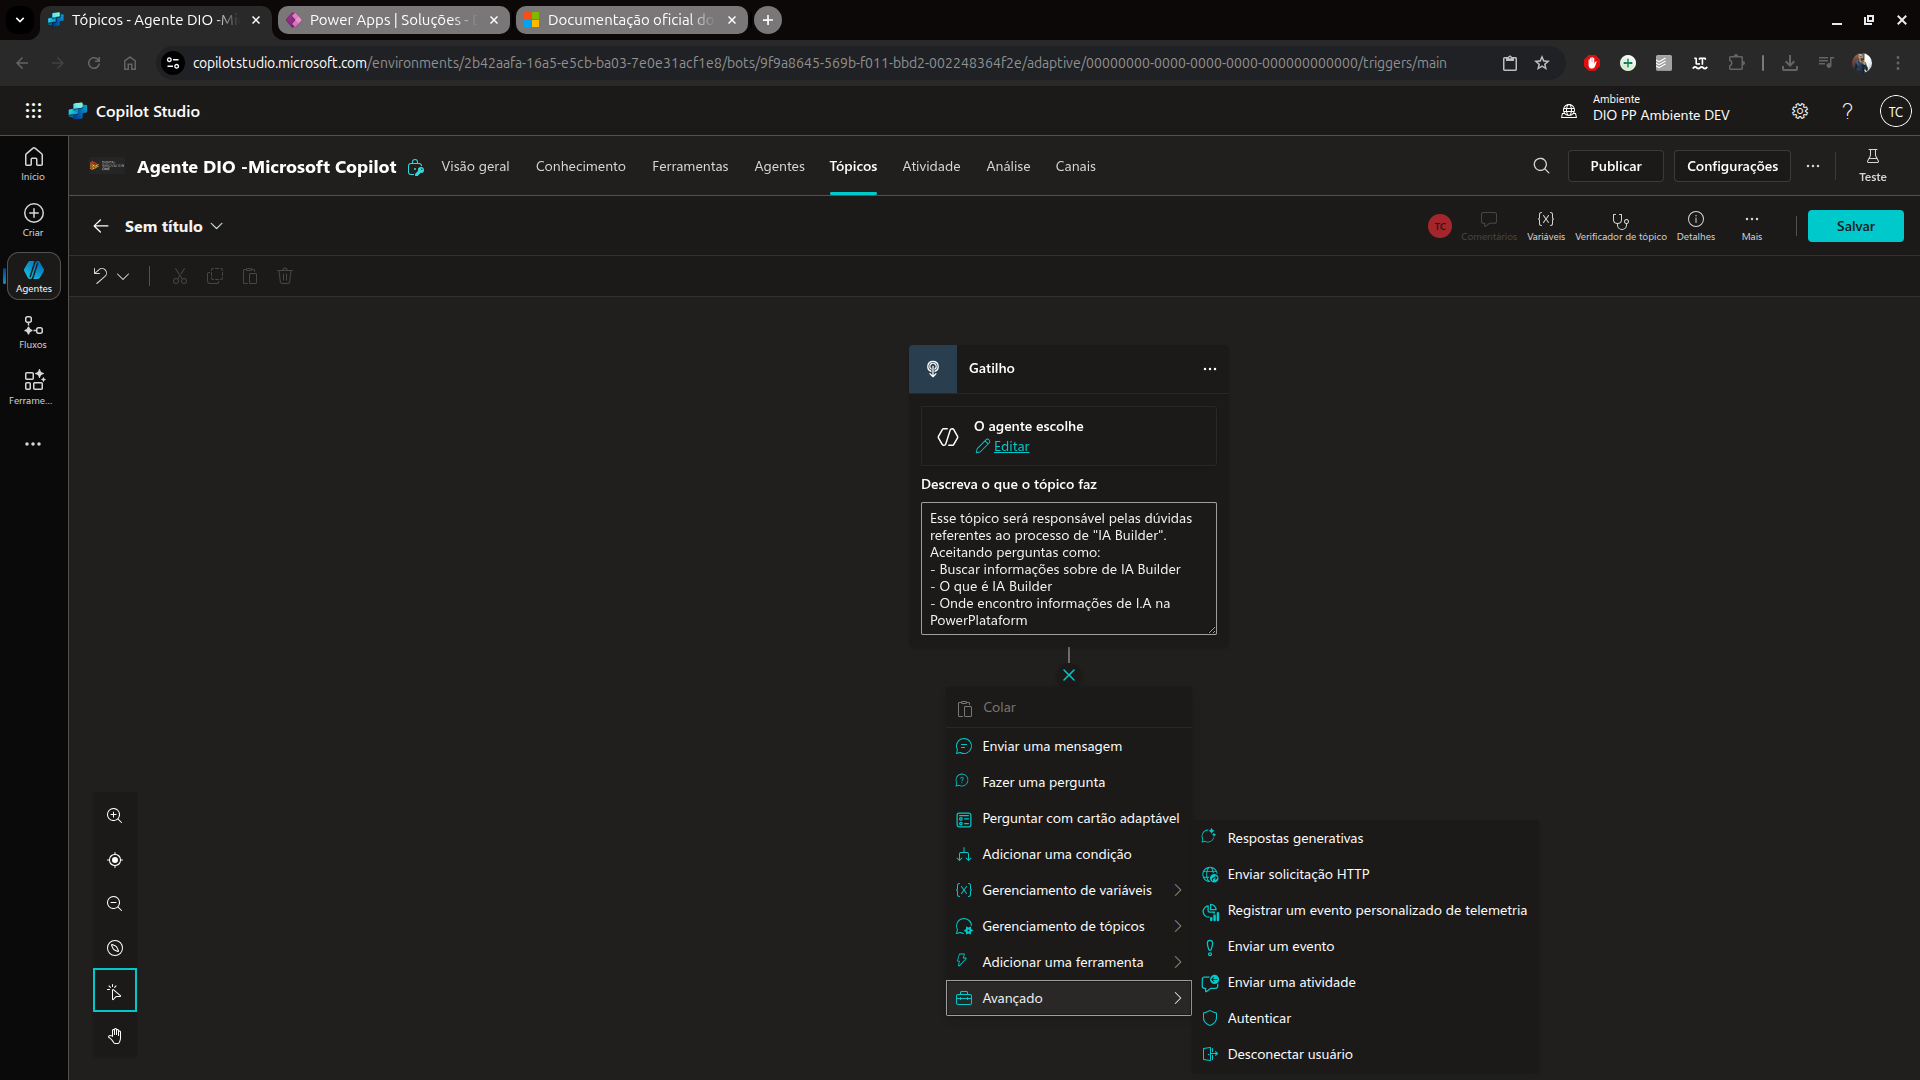 Tópicos - Agente DIO -Mi
Power Apps | Soluções -
Documentação oficial do
copilotstudio.microsoft.com/environments/2b42aafa-16a5-e5cb-ba03-7e0e31acf1e8/bots/9f9a8645-569b-f011-bbd2-002248364f2e/adaptive/00000000-0000-0000-0000-000000000000/triggers/main
Copilot Studio
Ambiente
DIO PP Ambiente DEV
TC
Início
Criar
Agentes
Fluxos
Ferrame...
Agente DIO -Microsoft Copilot
Visão geral
Conhecimento
Ferramentas
Agentes
Tópicos
Atividade
Análise
Canais
Publicar
Configurações
Teste
Sem título
TC
Comentários
Variáveis
Verificador de tópico
Detalhes
Mais
Salvar
Gatilho
O agente escolhe
Editar
Descreva o que o tópico faz
Esse tópico será responsável pelas dúvidas
referentes ao processo de "IA Builder".
Aceitando perguntas como:
- Buscar informações sobre de IA Builder
- O que é IA Builder
- Onde encontro informações de I.A na
PowerPlataform
Colar
Enviar uma mensagem
Fazer uma pergunta
Perguntar com cartão adaptável
Adicionar uma condição
Gerenciamento de variáveis
Gerenciamento de tópicos
Adicionar uma ferramenta
Avançado
Respostas generativas
Enviar solicitação HTTP
Registrar um evento personalizado de telemetria
Enviar um evento
Enviar uma atividade
Autenticar
Desconectar usuário